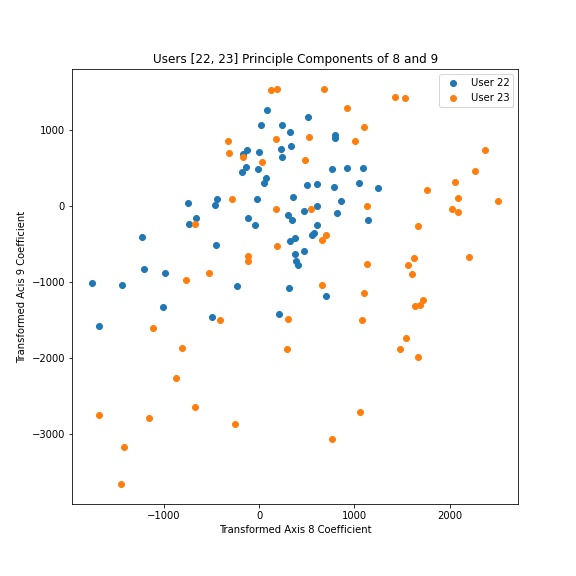 Users [22, 23] Principle Components of 8 and 9
User 22
User 23
1000
0
−1000
−2000
−3000
Transformed Acis 9 Coefficient
−1000
0
1000
2000
Transformed Axis 8 Coefficient